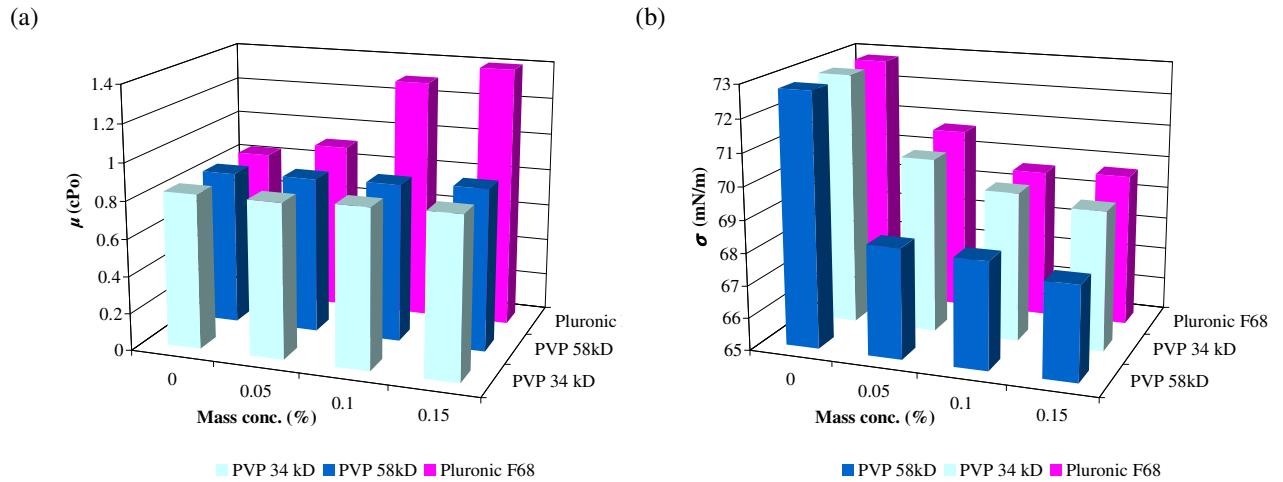 (a)
1.4
1.2
1
0.8
0.6
0.4
0.2
0
μ (cPo)
0
0.05
0.1
0.15
Mass conc. (%)
Pluronic
PVP 58kD
PVP 34 kD
PVP 34 kD PVP 58kD Pluronic F68
(b)
73
72
71
70
69
68
67
66
65
σ (mN/m)
0
0.05
0.1
0.15
Mass conc. (%)
Pluronic F68
PVP 34 kD
PVP 58kD
PVP 58kD PVP 34 kD Pluronic F68